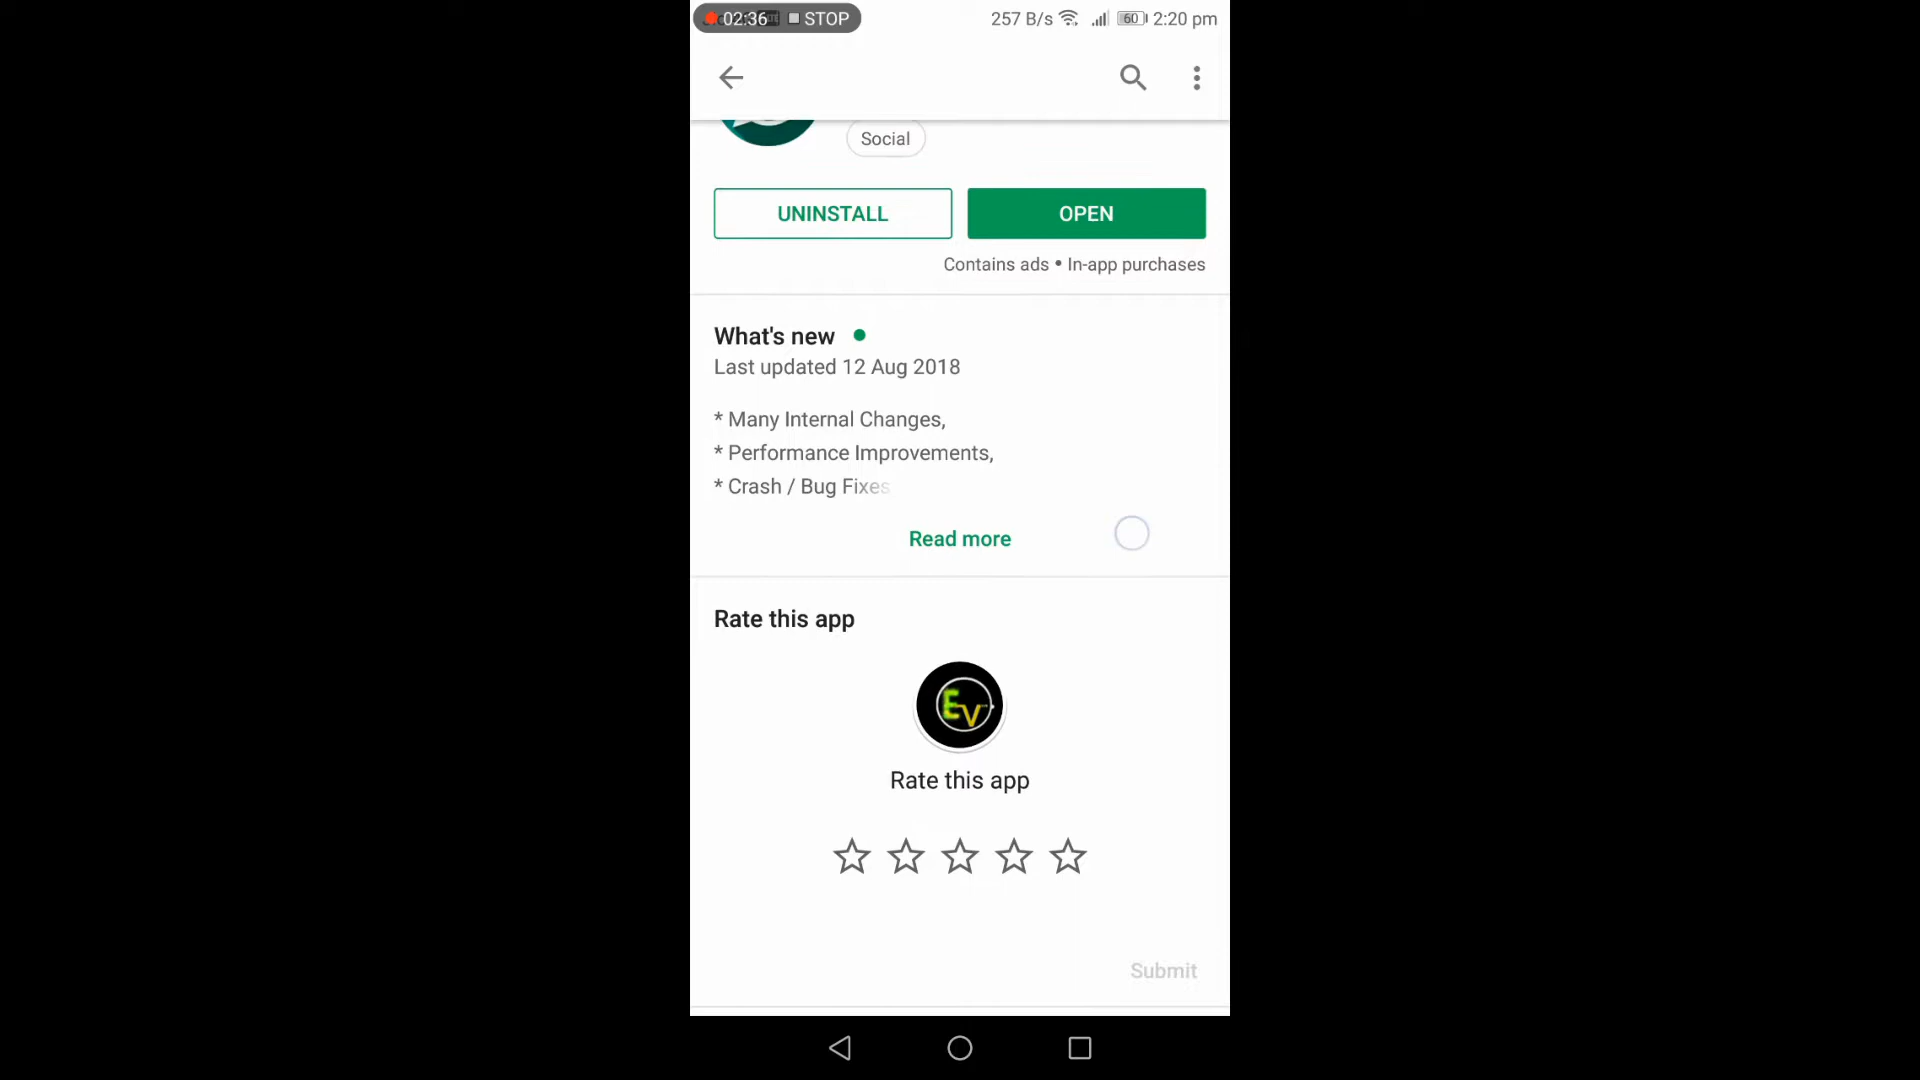 02:36 STOP 257 B/s 60 2:20 pm
Social
UNINSTALL OPEN
Contains ads • In-app purchases
What's new
Last updated 12 Aug 2018
* Many Internal Changes,
* Performance Improvements,
* Crash / Bug Fixes
Read more
Rate this app
EV
Rate this app
Submit